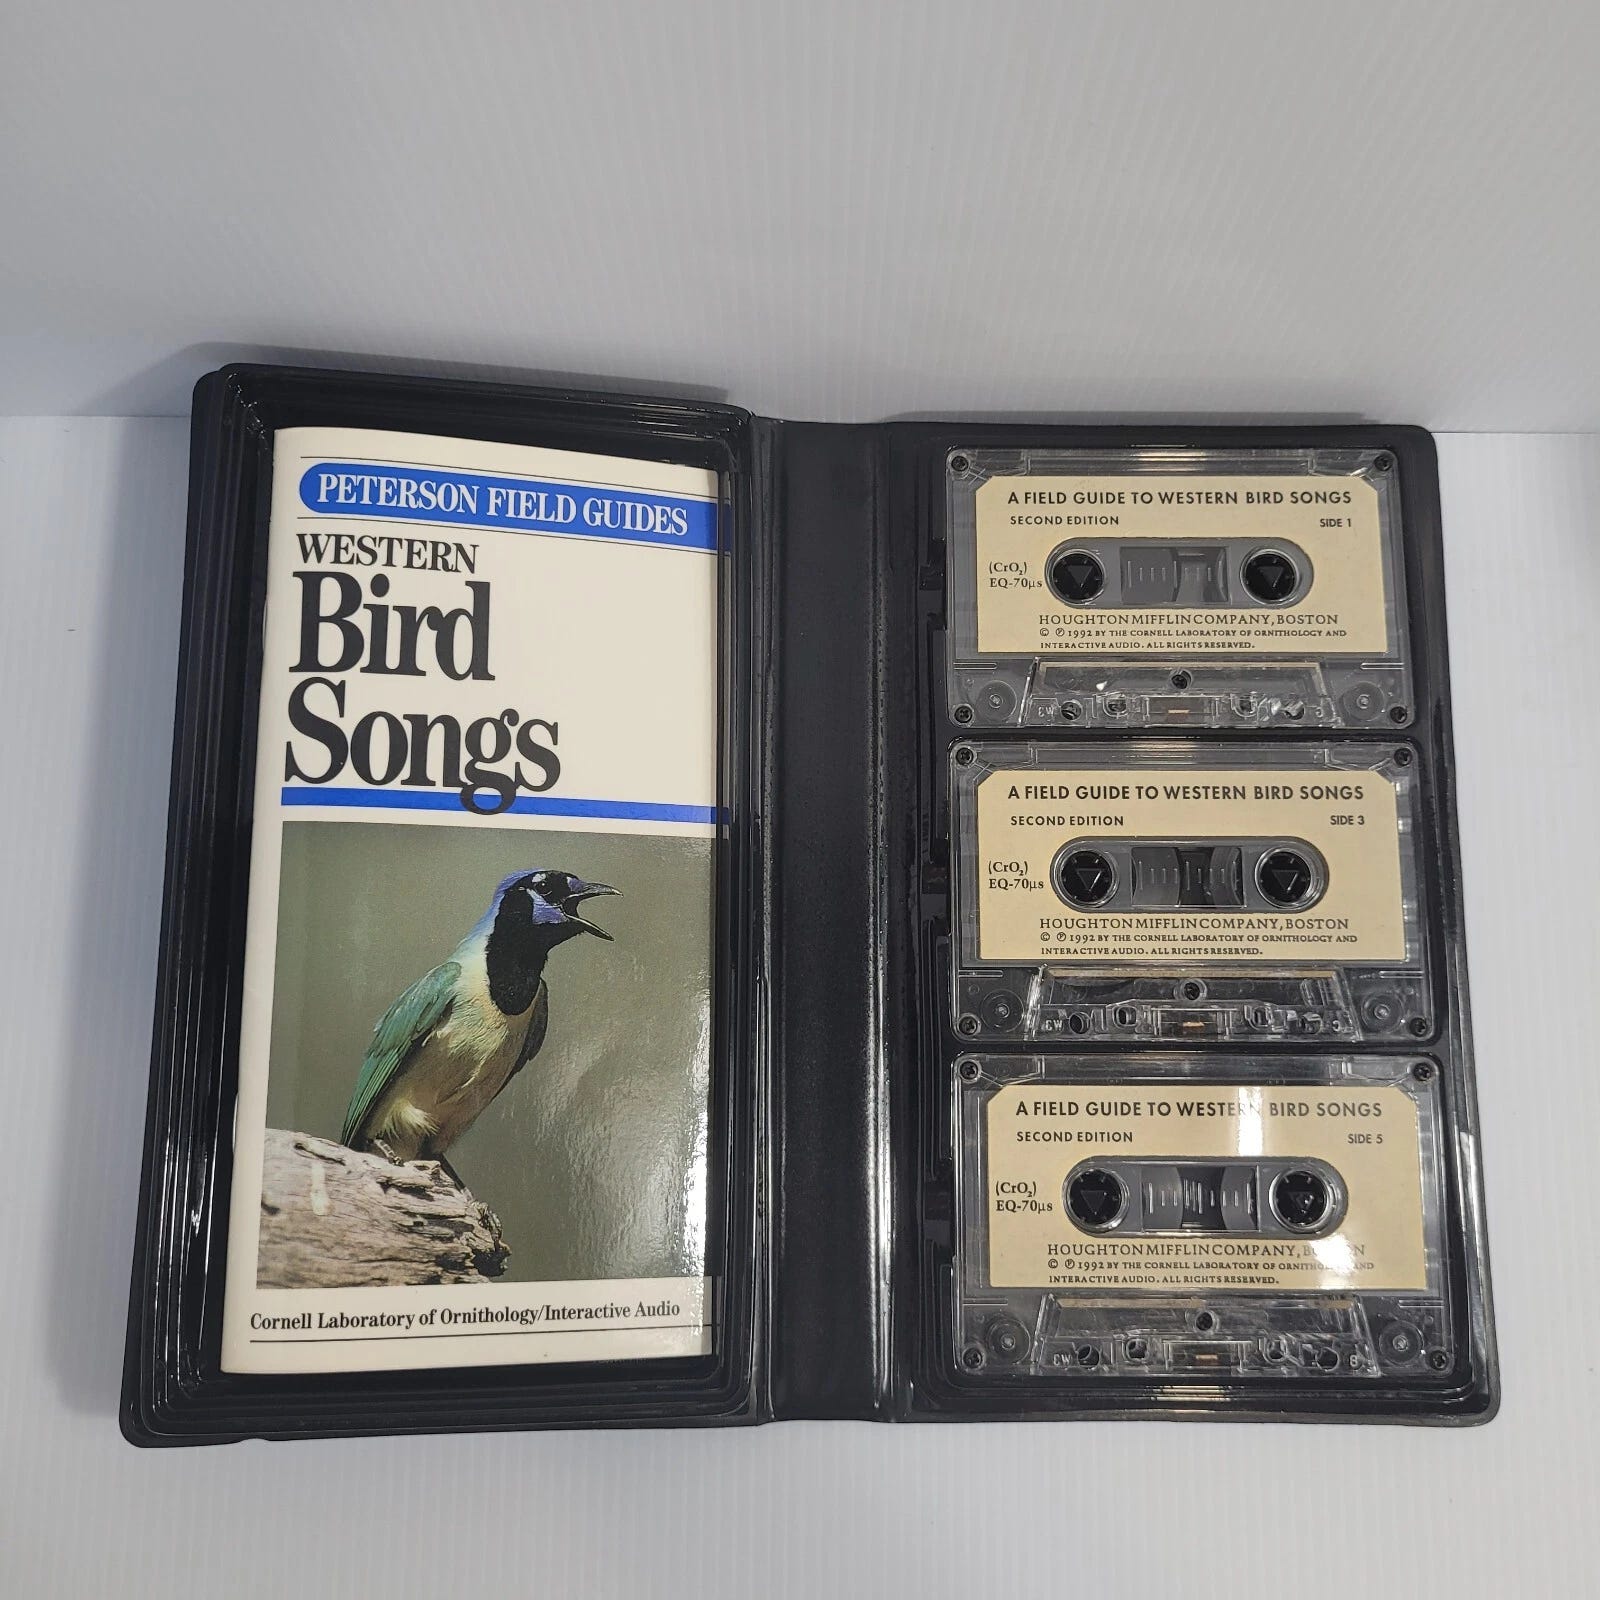 PETERSON FIELD GUIDES
WESTERN
Bird
Songs
Cornell Laboratory of Ornithology/Interactive Audio
A FIELD GUIDE TO WESTERN BIRD SONGS
SECOND EDITION SIDE 1
(CrO₂)
EQ-70µs
HOUGHTON MIFFLIN COMPANY, BOSTON
© ℗ 1992 BY THE CORNELL LABORATORY OF ORNITHOLOGY AND
INTERACTIVE AUDIO. ALL RIGHTS RESERVED.
A FIELD GUIDE TO WESTERN BIRD SONGS
SECOND EDITION SIDE 3
(CrO₂)
EQ-70µs
HOUGHTON MIFFLIN COMPANY, BOSTON
© ℗ 1992 BY THE CORNELL LABORATORY OF ORNITHOLOGY AND
INTERACTIVE AUDIO. ALL RIGHTS RESERVED.
A FIELD GUIDE TO WESTERN BIRD SONGS
SECOND EDITION SIDE 5
(CrO₂)
EQ-70µs
HOUGHTON MIFFLIN COMPANY, BOSTON
© ℗ 1992 BY THE CORNELL LABORATORY OF ORNITHOLOGY AND
INTERACTIVE AUDIO. ALL RIGHTS RESERVED.